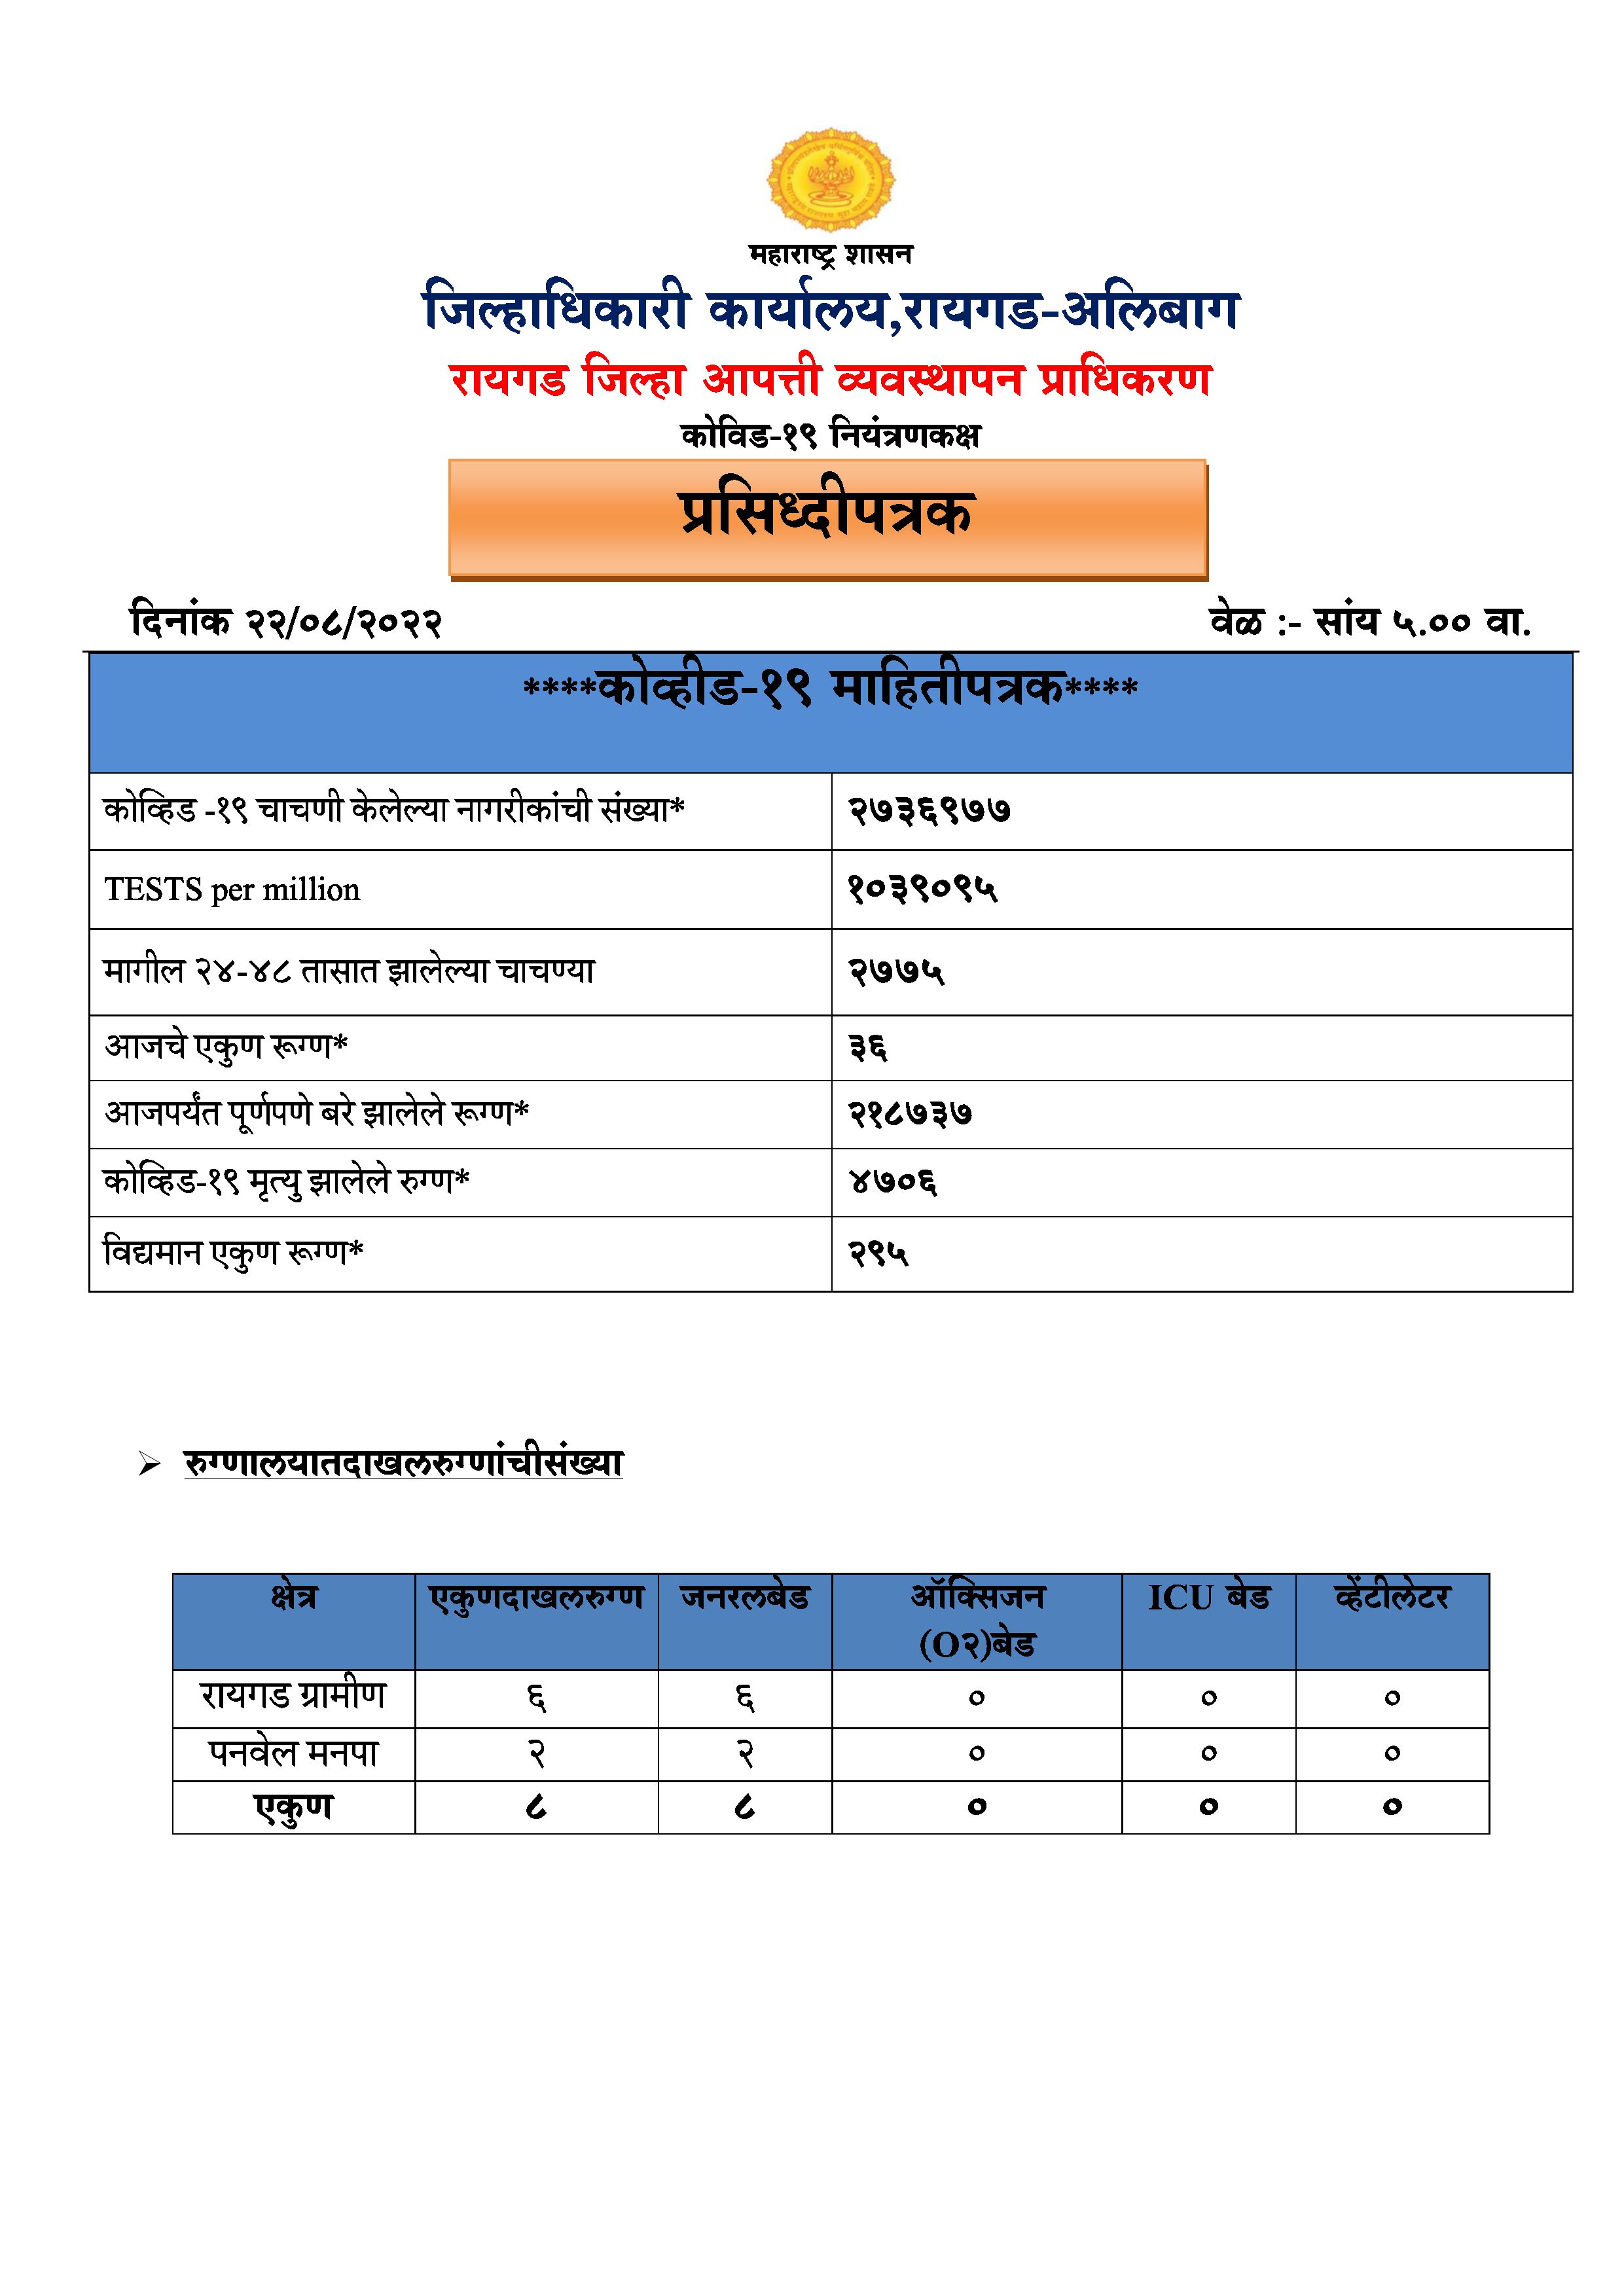 महाराष्ट्र शासन
जिल्हाधिकारी कार्यालय,रायगड-अलिबाग
रायगड जिल्हा आपत्ती व्यवस्थापन प्राधिकरण
कोविड-१९ नियंत्रणकक्ष
प्रसिध्दीपत्रक
दिनांक २२/०८/२०२२ वेळ :- सांय ५.०० वा.
****कोव्हीड-१९ माहितीपत्रक****
कोव्हिड -१९ चाचणी केलेल्या नागरीकांची संख्या* २७३६९७७
TESTS per million १०३९०९५
मागील २४-४८ तासात झालेल्या चाचण्या २७७५
आजचे एकुण रूग्ण* ३६
आजपर्यंत पूर्णपणे बरे झालेले रूग्ण* २१८७३७
कोव्हिड-१९ मृत्यु झालेले रुग्ण* ४७०६
विद्यमान एकुण रूग्ण* २९५
रुग्णालयातदाखलरुग्णांचीसंख्या
क्षेत्र एकुणदाखलरुग्ण जनरलबेड ऑक्सिजन ICU बेड व्हेंटीलेटर
(O२)बेड
रायगड ग्रामीण ६ ६ ० ० ०
पनवेल मनपा २ २ ० ० ०
एकुण ८ ८ ० ० ०